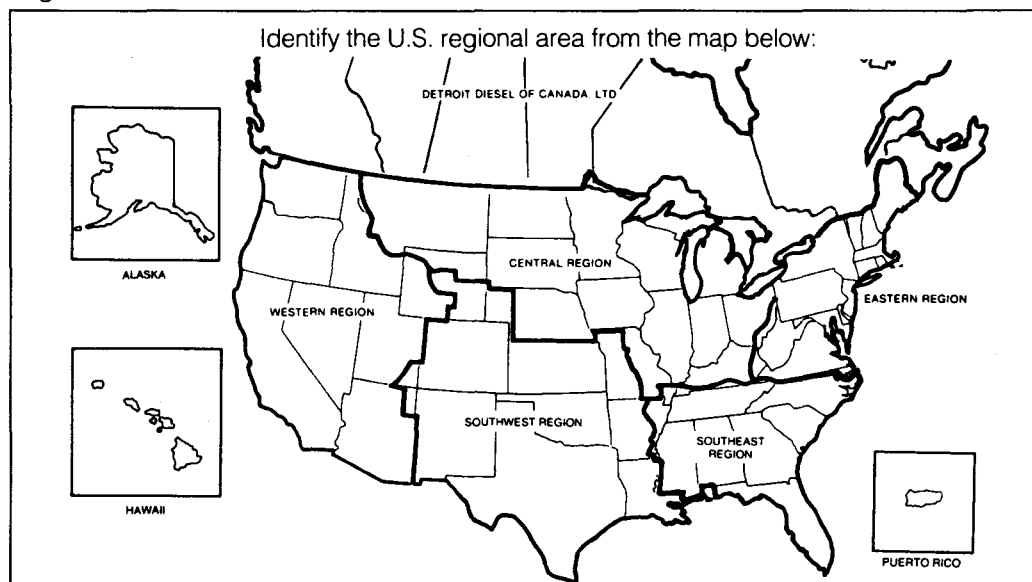 Identify the U.S. regional area from the map below:
DETROIT DIESEL OF CANADA. LTD
ALASKA
CENTRAL REGION
WESTERN REGION
EASTERN REGION
SOUTHWEST REGION
SOUTHEAST
REGION
HAWAII
PUERTO RICO